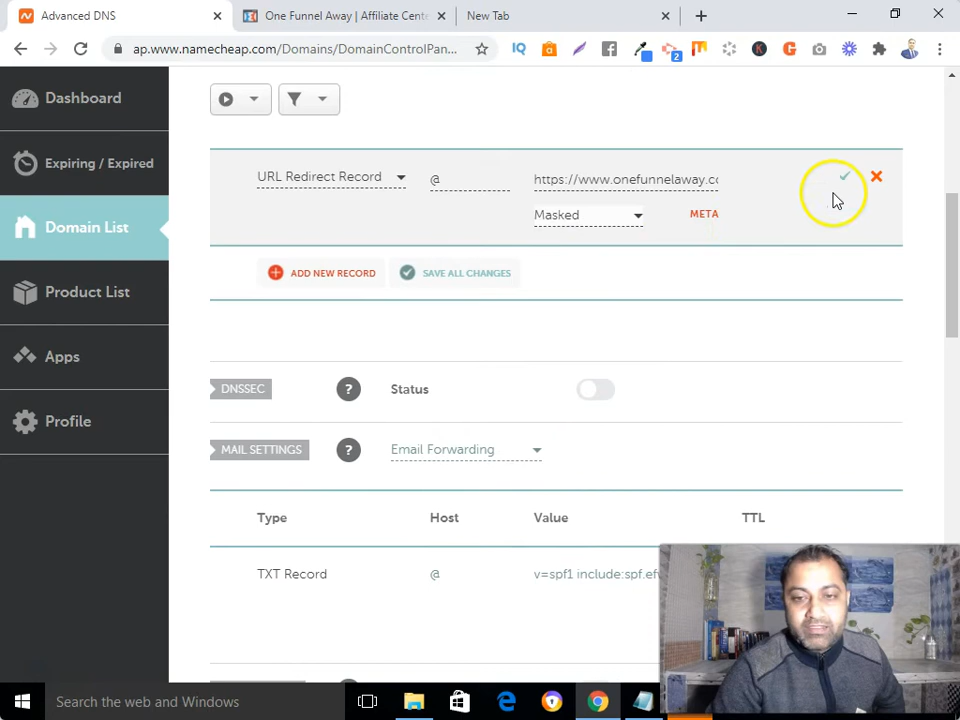 Advanced DNS
One Funnel Away | Affiliate Cente
New Tab
ap.www.namecheap.com/Domains/DomainControlPan...
2
Dashboard
Expiring / Expired
Domain List
Product List
Apps
Profile
URL Redirect Record
@
https://www.onefunnelaway.cc
Masked
META
ADD NEW RECORD
SAVE ALL CHANGES
DNSSEC
?
Status
MAIL SETTINGS
?
Email Forwarding
Type
Host
Value
TTL
TXT Record
@
v=spf1 include:spf.ef
Search the web and Windows